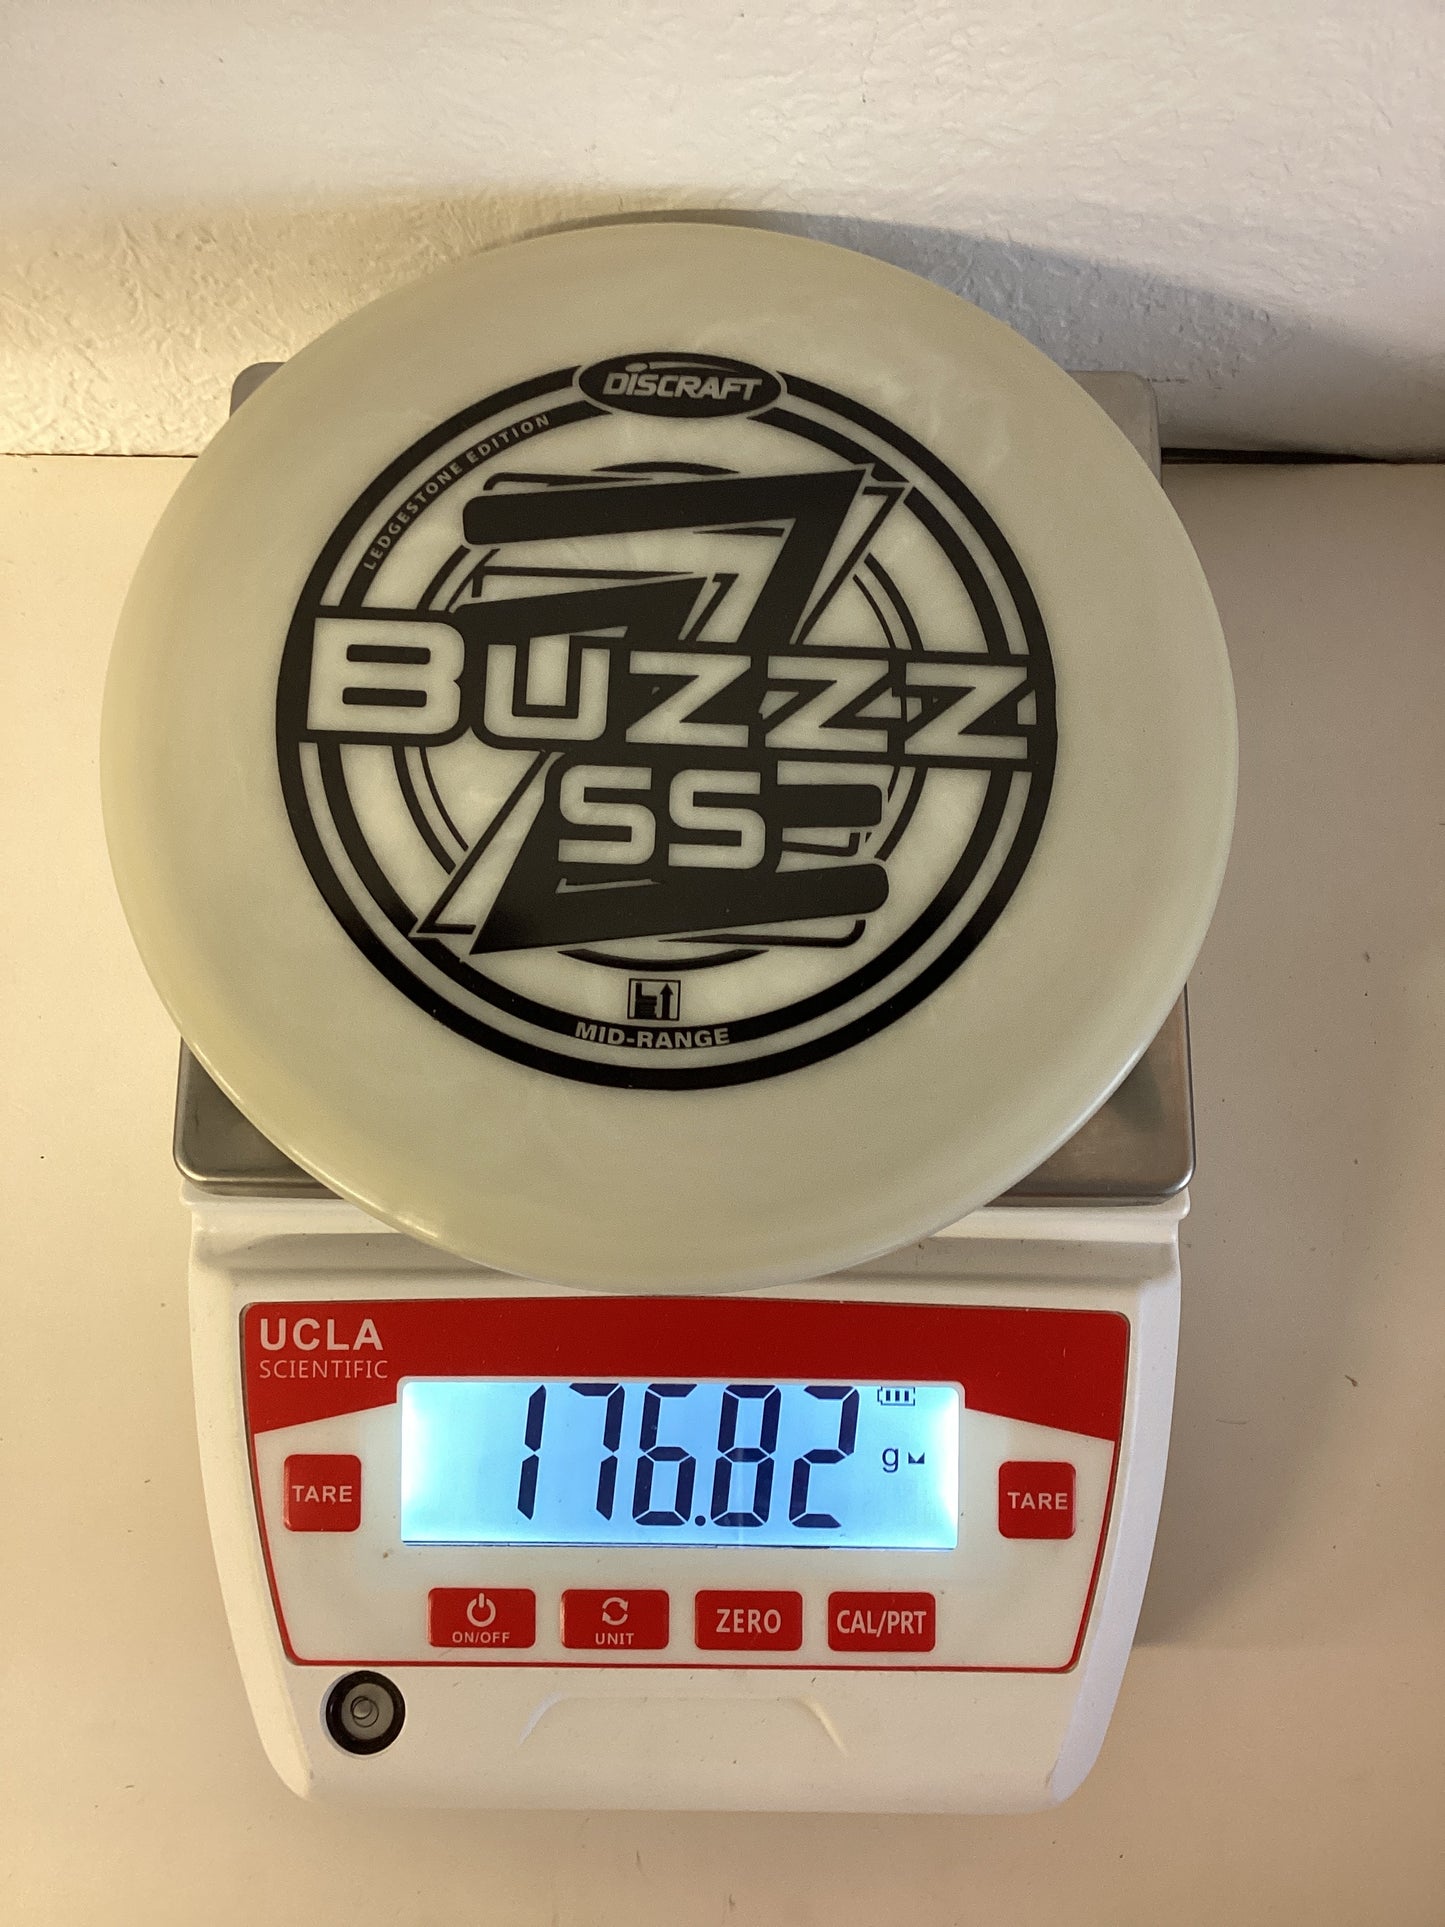 DISCRAFT
LEDGESTONE EDITION
BUZZZ
SS
MID-RANGE
UCLA
SCIENTIFIC
176.82
g
TARE
TARE
ON/OFF
UNIT
ZERO
CAL/PRT